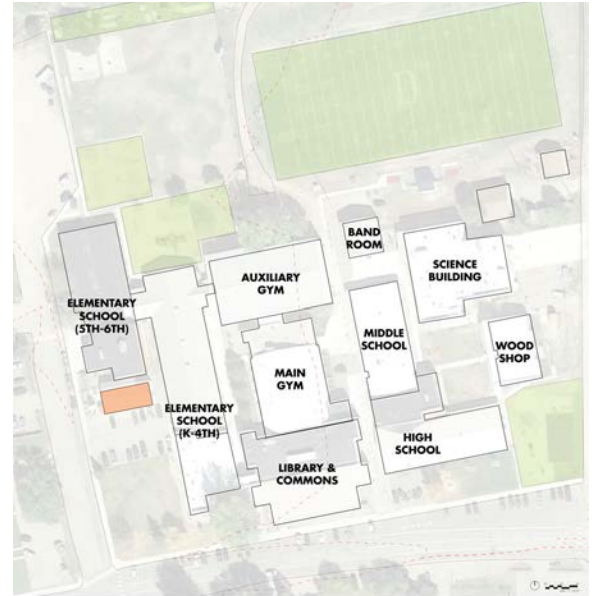 BAND
ROOM
SCIENCE
BUILDING
AUXILIARY
GYM
ELEMENTARY
SCHOOL
(5TH-6TH)
MIDDLE
SCHOOL
WOOD
SHOP
MAIN
GYM
ELEMENTARY
SCHOOL
(K-4TH)
HIGH
SCHOOL
LIBRARY &
COMMONS
D